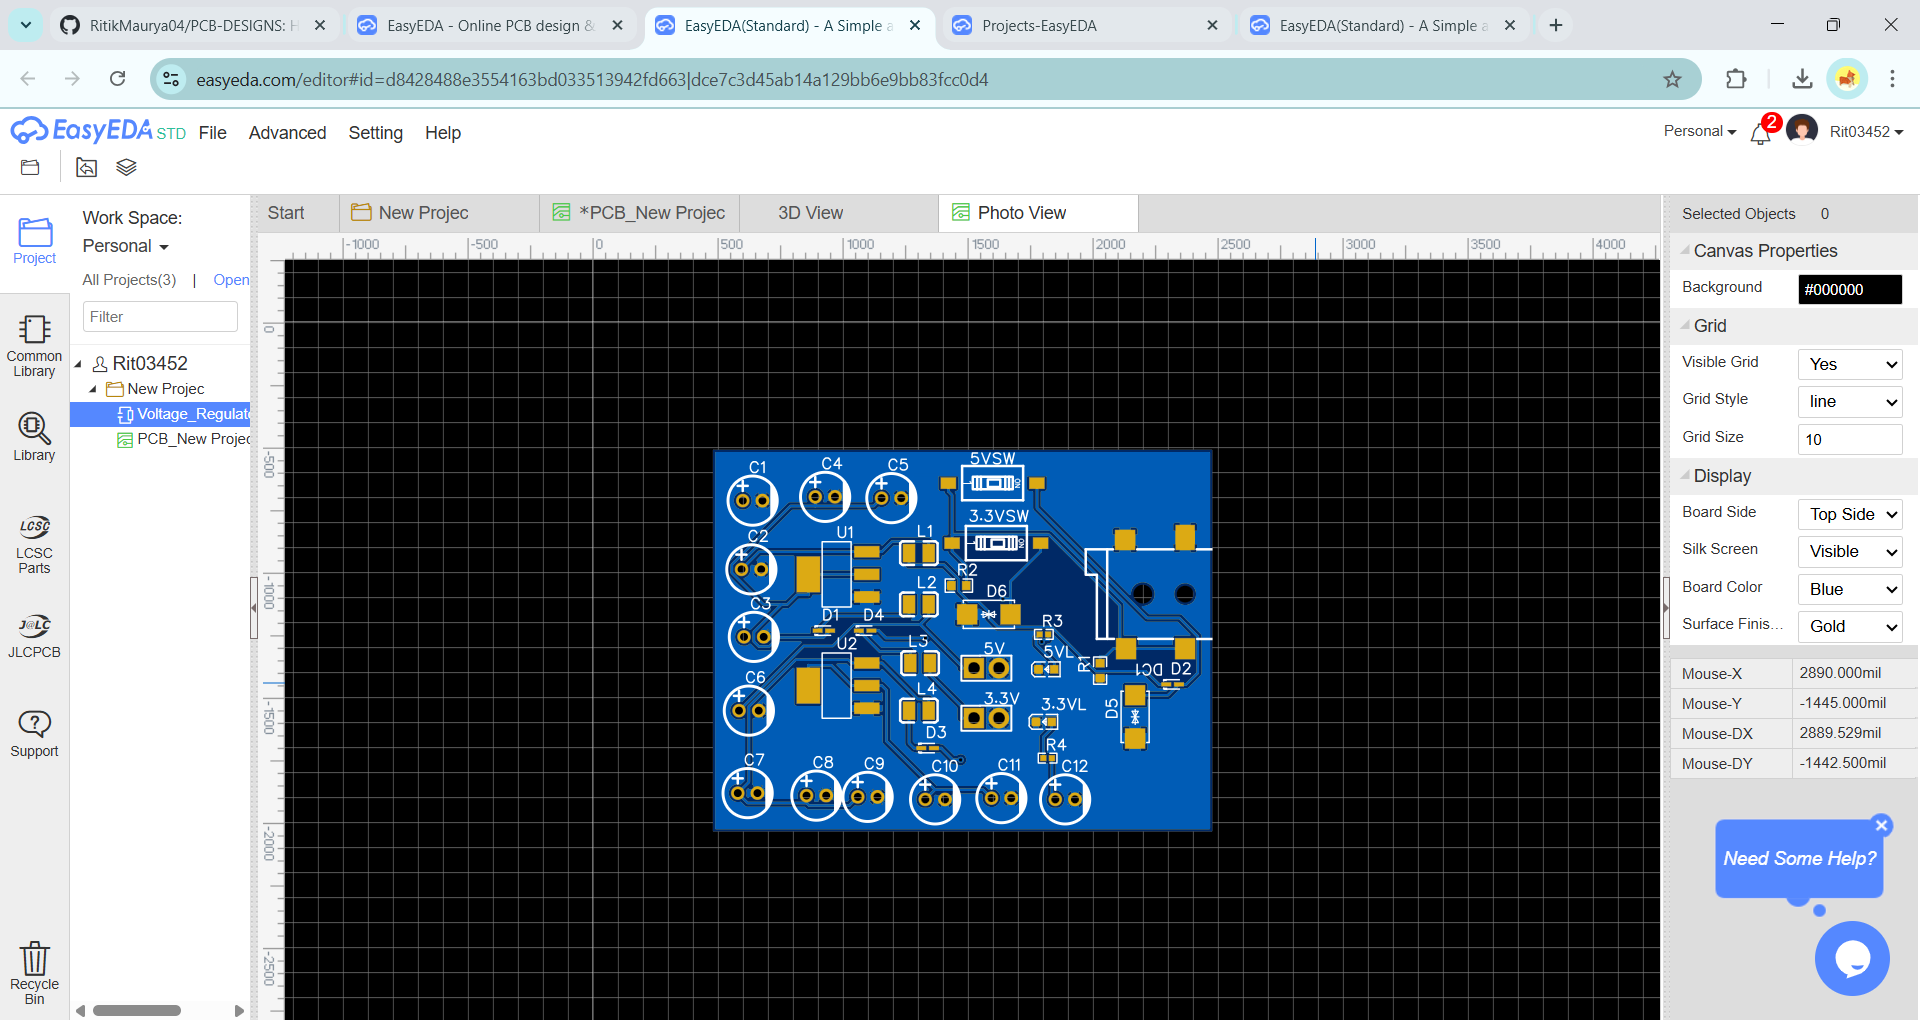 RitikMaurya04/PCB-DESIGNS: H
EasyEDA - Online PCB design &
EasyEDA(Standard) - A Simple a
Projects-EasyEDA
EasyEDA(Standard) - A Simple a
easyeda.com/editor#id=d8428488e3554163bd033513942fd663|dce7c3d45ab14a129bb6e9bb83fcc0d4
EasyEDA STD File Advanced Setting Help
Personal
2
Rit03452
Project
Common
Library
Library
LCSC
LCSC
Parts
J@LC
JLCPCB
Support
Recycle
Bin
Work Space:
Personal
All Projects(3) | Open
Filter
Rit03452
New Projec
Voltage_Regulate
PCB_New Projec
Start
New Projec
*PCB_New Projec
3D View
Photo View
-1000 -500 0 500 1000 1500 2000 2500 3000 3500 4000
0
-500
-1000
-1500
-2000
-2500
C1 C4 C5 5VSW
ON
3.3VSW
ON
C2 U1 L1
R2
L2 D6
C3 D1 D4 R3
U2 L3 5V 5VL R1 DC1 D2
C6 L4 3.3V 3.3VL D5
D3 R4
C7 C8 C9 C10 C11 C12
Selected Objects 0
Canvas Properties
Background #000000
Grid
Visible Grid Yes
Grid Style line
Grid Size 10
Display
Board Side Top Side
Silk Screen Visible
Board Color Blue
Surface Finis... Gold
Mouse-X 2890.000mil
Mouse-Y -1445.000mil
Mouse-DX 2889.529mil
Mouse-DY -1442.500mil
Need Some Help?